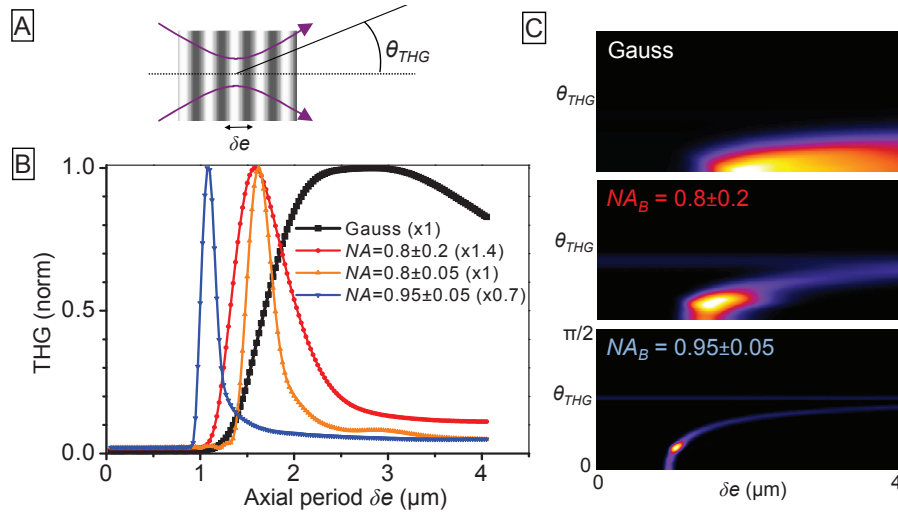 A
θTHG
δe
B
THG (norm)
1.0
0.5
0.0
Gauss (x1)
NA=0.8±0.2 (x1.4)
NA=0.8±0.05 (x1)
NA=0.95±0.05 (x0.7)
0 1 2 3 4
Axial period δe (µm)
C
Gauss
θTHG
NAB = 0.8±0.2
θTHG
π/2
NAB = 0.95±0.05
θTHG
0
0 4
δe (µm)